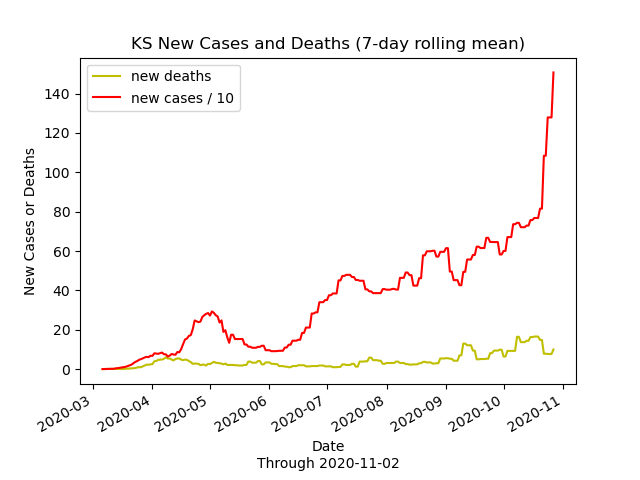 KS New Cases and Deaths (7-day rolling mean)
new deaths
new cases / 10
New Cases or Deaths
140
120
100
80
60
40
20
0
2020-03
2020-04
2020-05
2020-06
2020-07
2020-08
2020-09
2020-10
2020-11
Date
Through 2020-11-02